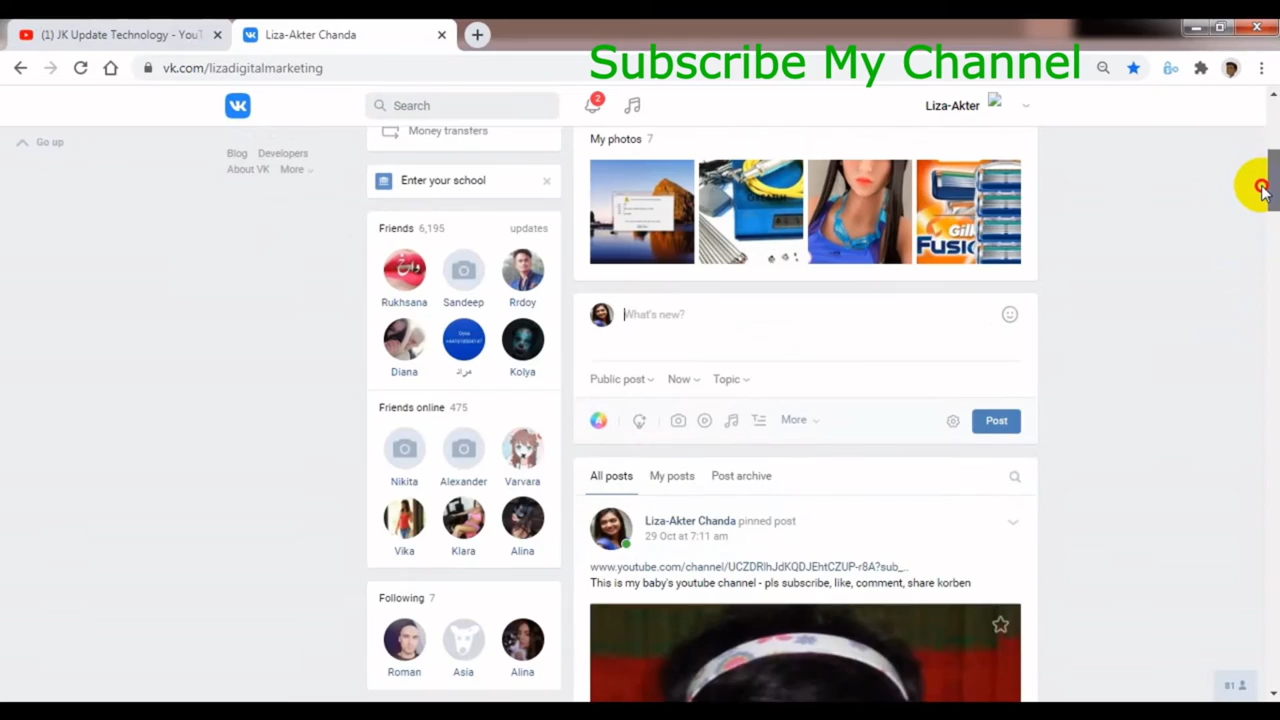 (1) JK Update Technology - YouT
Liza-Akter Chanda
vk.com/lizadigitalmarketing
Subscribe My Channel
Search
2
Liza-Akter
Go up
Blog Developers
About VK More
Money transfers
Enter your school
Friends 6,195 updates
Rukhsana Sandeep Rrdoy
Diana مراد Kolya
Friends online 475
Nikita Alexander Varvara
Vika Klara Alina
Following 7
Roman Asia Alina
My photos 7
What's new?
Public post Now Topic
More
Post
All posts My posts Post archive
Liza-Akter Chanda pinned post
29 Oct at 7:11 am
www.youtube.com/channel/UCZDRlhJdKQDJEhtCZUP-r8A?sub_..
This is my baby's youtube channel - pls subscribe, like, comment, share korben
81